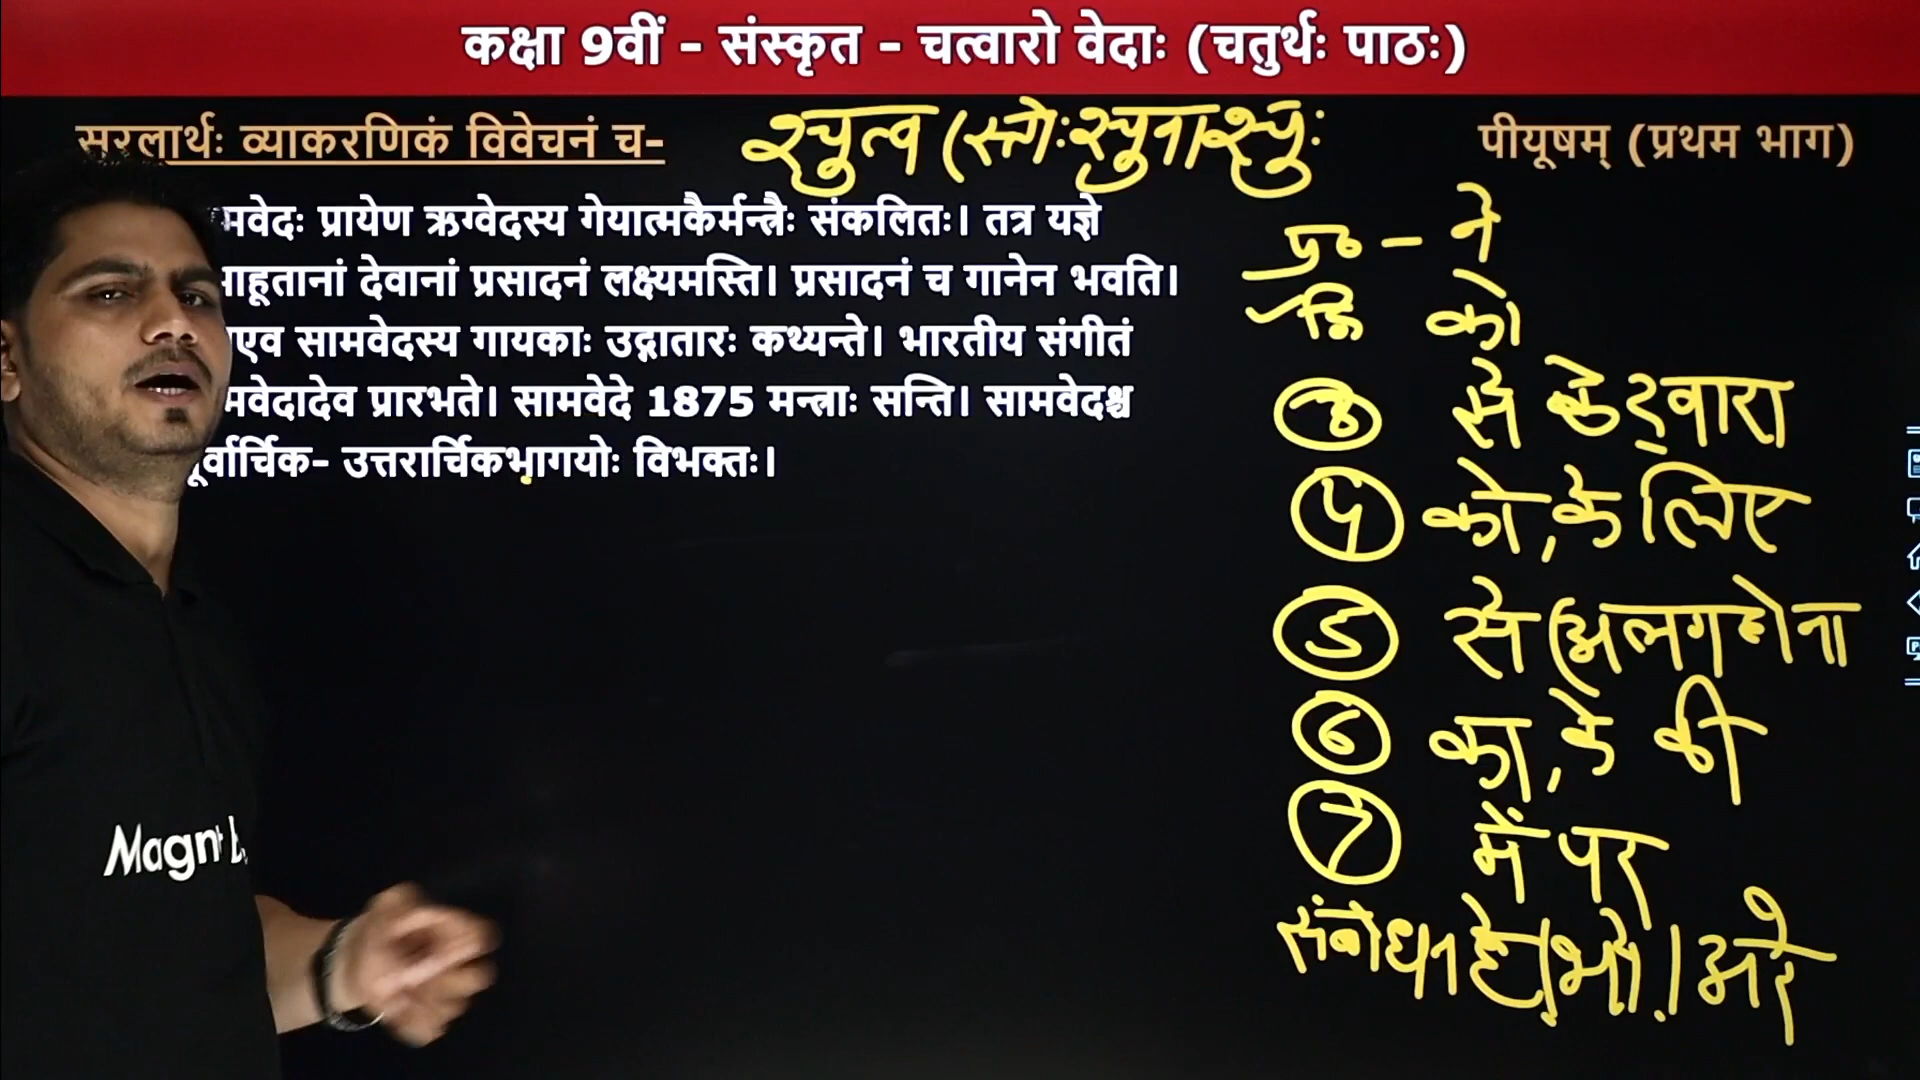 कक्षा 9वीं - संस्कृत - चत्वारो वेदाः (चतुर्थः पाठः)
सरलार्थः व्याकरणिकं विवेचनं च-
श्चुत्व (स्तोः श्चुना श्चुः
पीयूषम् (प्रथम भाग)
मवेदः प्रायेण ऋग्वेदस्य गेयात्मकैर्मन्त्रैः संकलितः। तत्र यज्ञे
माहूतानां देवानां प्रसादनं लक्ष्यमस्ति। प्रसादनं च गानेन भवति।
एव सामवेदस्य गायकाः उद्गातारः कथ्यन्ते। भारतीय संगीतं
मवेदादेव प्रारभते। सामवेदे 1875 मन्त्राः सन्ति। सामवेदश्च
पूर्वार्चिक- उत्तरार्चिकभागयोः विभक्तः।
प्र० - ने
द्वि को
से के द्वारा
को, के लिए
5 से (अलग होना
6 का, के की
7 में पर
संबोधन हे। भो। अरे
Magn